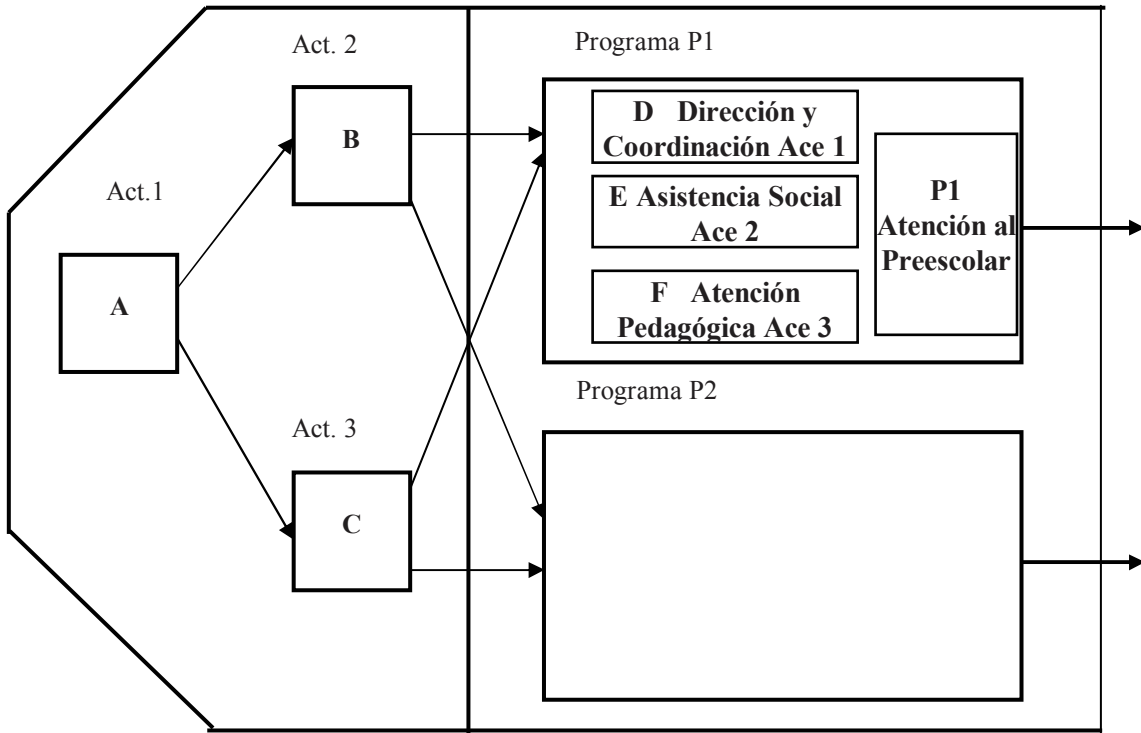 Act. 2
Programa P1
D Dirección y
Coordinación Ace 1
B
E Asistencia Social
Ace 2
P1
Atención al
Preescolar
Act.1
F Atención
Pedagógica Ace 3
A
Programa P2
Act. 3
C